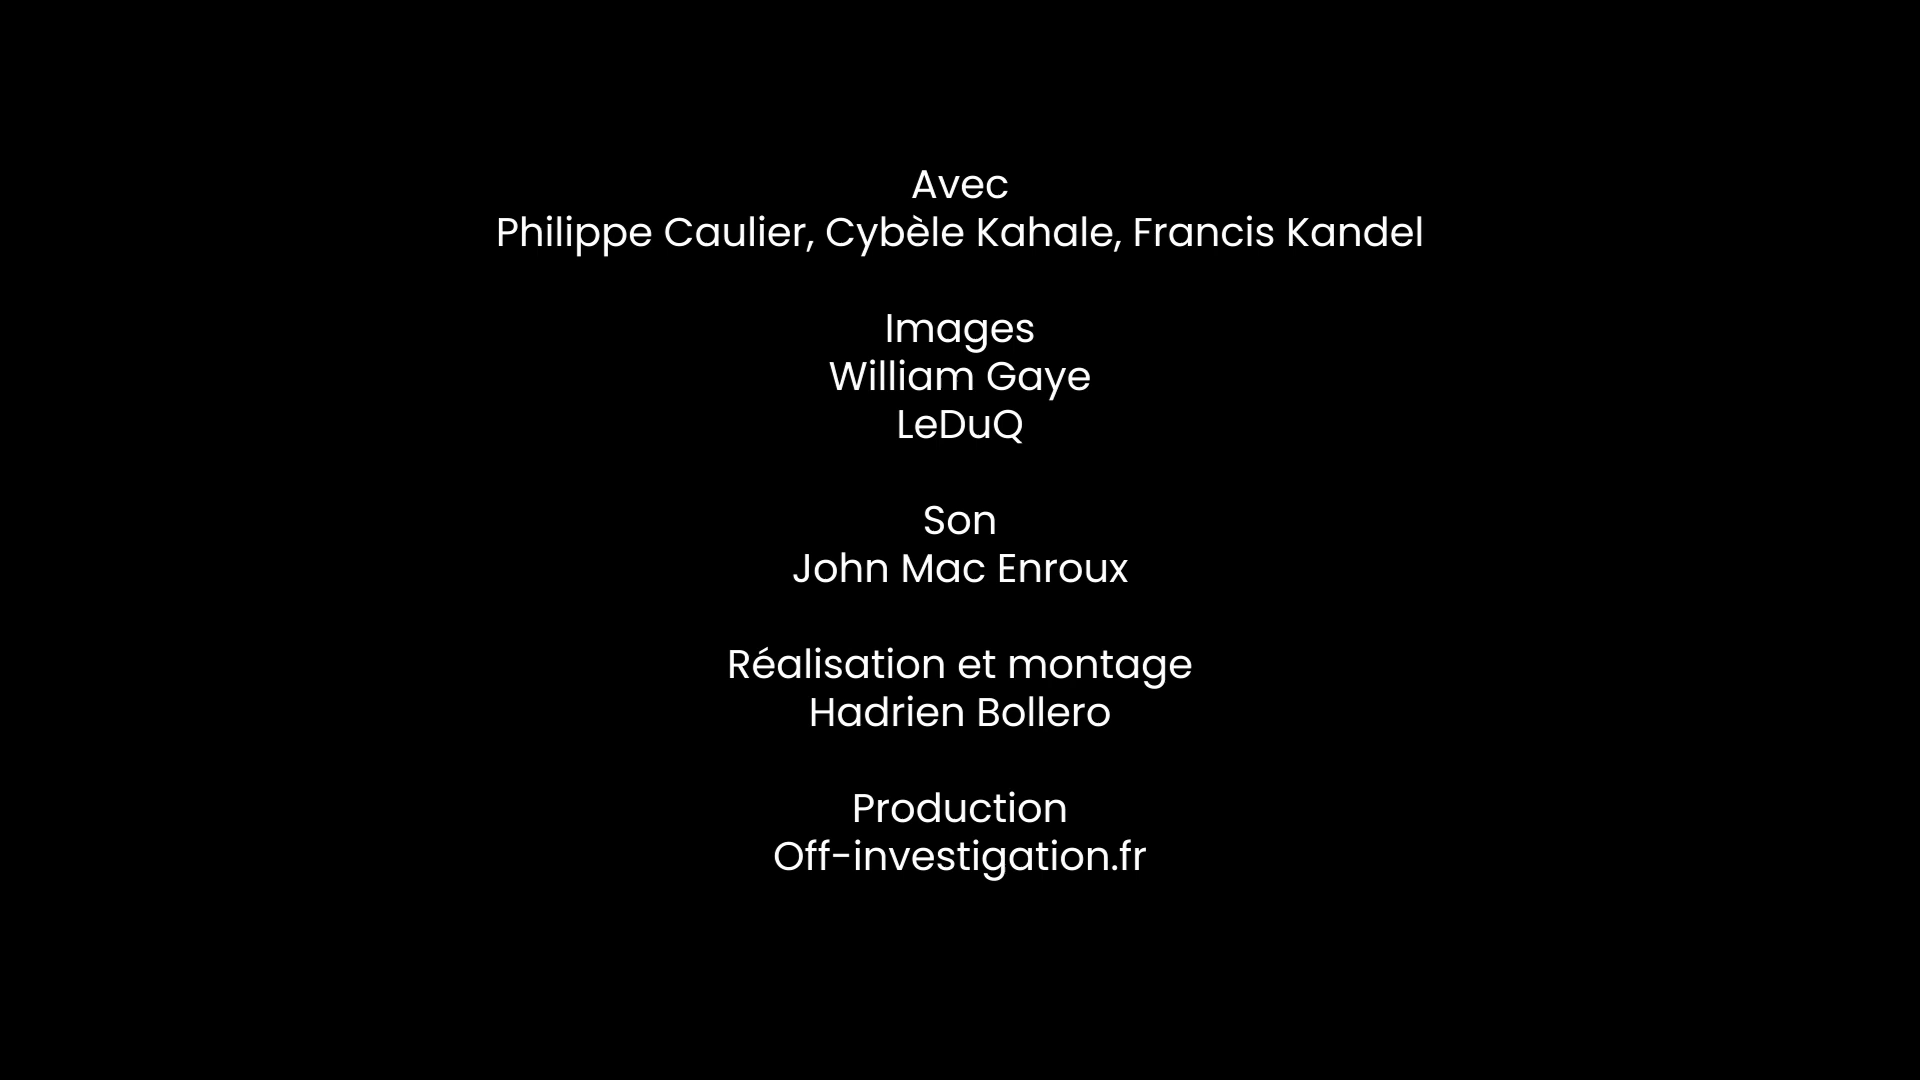 Avec
Philippe Caulier, Cybèle Kahale, Francis Kandel
Images
William Gaye
LeDuQ
Son
John Mac Enroux
Réalisation et montage
Hadrien Bollero
Production
Off-investigation.fr